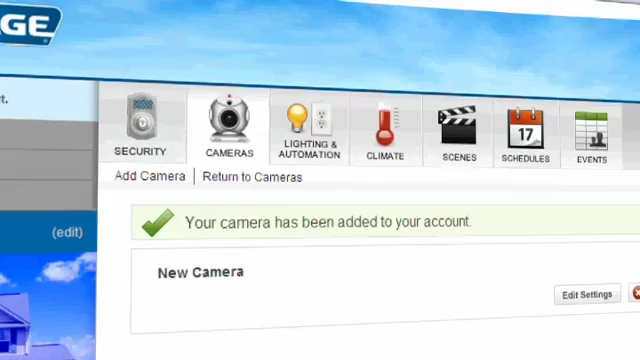 GE
t.
SECURITY
CAMERAS
LIGHTING &
AUTOMATION
CLIMATE
SCENES
17
SCHEDULES
EVENTS
Add Camera
Return to Cameras
(edit)
Your camera has been added to your account.
New Camera
Edit Settings